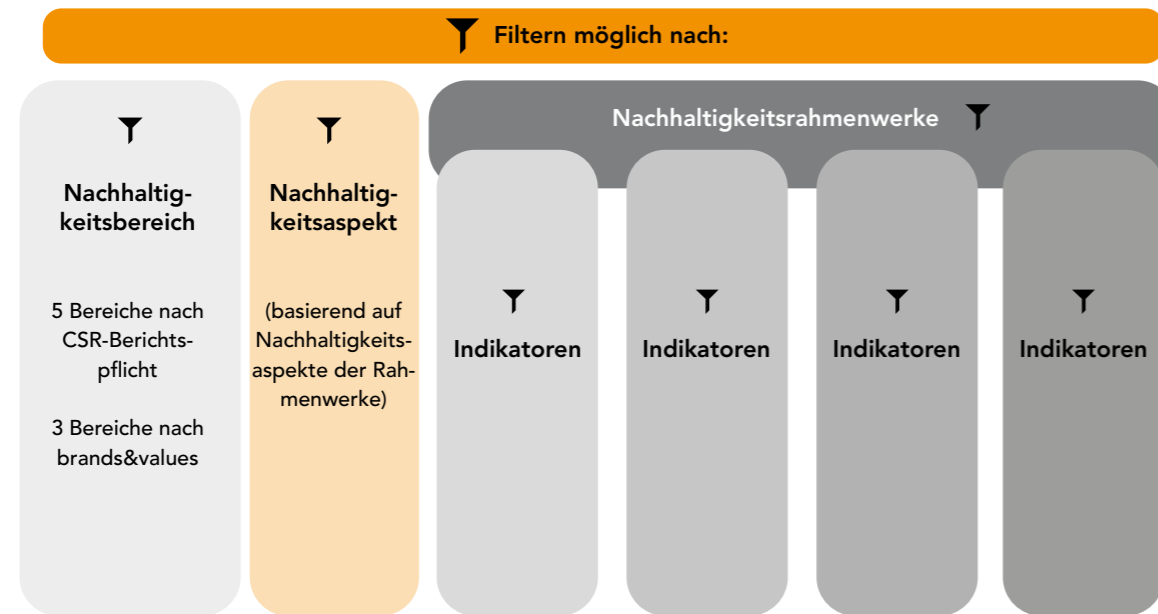 Filtern möglich nach:
Nachhaltig-
keitsbereich
5 Bereiche nach
CSR-Berichts-
pflicht
3 Bereiche nach
brands&values
Nachhaltig-
keitsaspekt
(basierend auf
Nachhaltigkeits-
aspekte der Rah-
menwerke)
Nachhaltigkeitsrahmenwerke
Indikatoren
Indikatoren
Indikatoren
Indikatoren